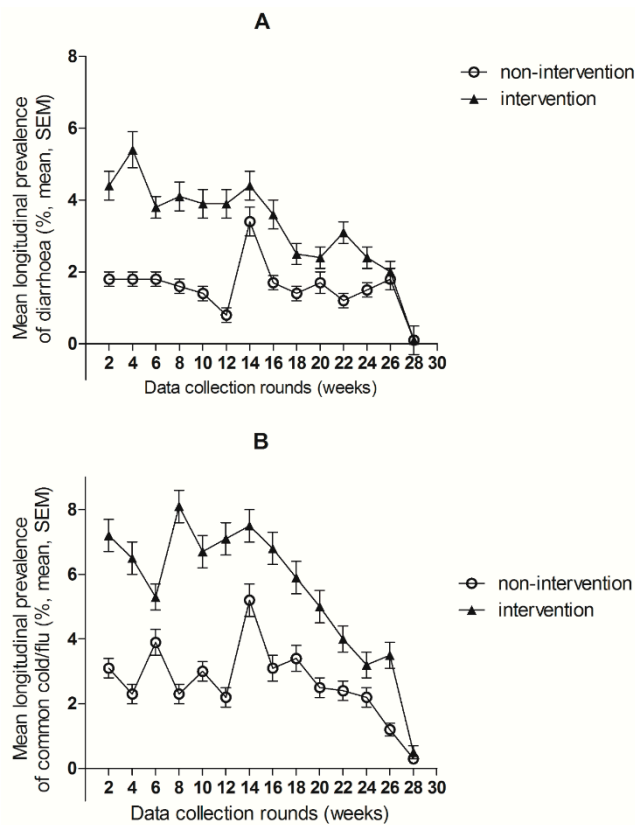 A
Mean longitudinal prevalence
of diarrhoea (%, mean, SEM)
8
6
4
2
0
2 4 6 8 10 12 14 16 18 20 22 24 26 28 30
Data collection rounds (weeks)
non-intervention
intervention
B
Mean longitudinal prevalence
of common cold/flu (%, mean, SEM)
8
6
4
2
0
2 4 6 8 10 12 14 16 18 20 22 24 26 28 30
Data collection rounds (weeks)
non-intervention
intervention